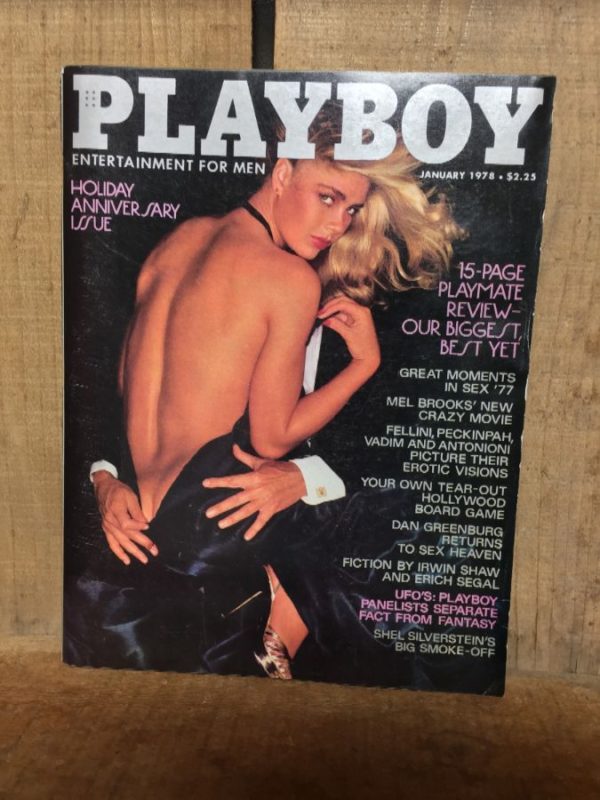 PLAYBOY
ENTERTAINMENT FOR MEN
JANUARY 1978 • $2.25
HOLIDAY
ANNIVERSARY
ISSUE
15-PAGE
PLAYMATE
REVIEW–
OUR BIGGEST,
BEST YET
GREAT MOMENTS
IN SEX '77
MEL BROOKS' NEW
CRAZY MOVIE
FELLINI, PECKINPAH,
VADIM AND ANTONIONI
PICTURE THEIR
EROTIC VISIONS
YOUR OWN TEAR-OUT
HOLLYWOOD
BOARD GAME
DAN GREENBURG
RETURNS
TO SEX HEAVEN
FICTION BY IRWIN SHAW
AND ERICH SEGAL
UFO'S: PLAYBOY
PANELISTS SEPARATE
FACT FROM FANTASY
SHEL SILVERSTEIN'S
BIG SMOKE-OFF